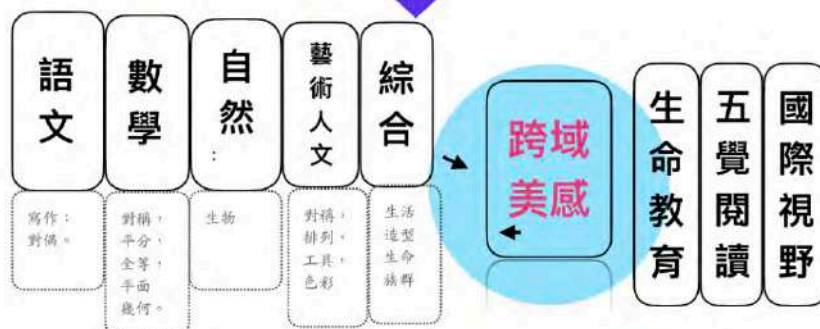 語文
數學
自然
:
藝術人文
綜合
跨域
美感
生命教育
五覺閱讀
國際視野
寫作：
對偶。
對稱，
平分，
全等，
平面
幾何。
生物
對稱，
排列，
工具，
色彩
生活
造型
生命
族群